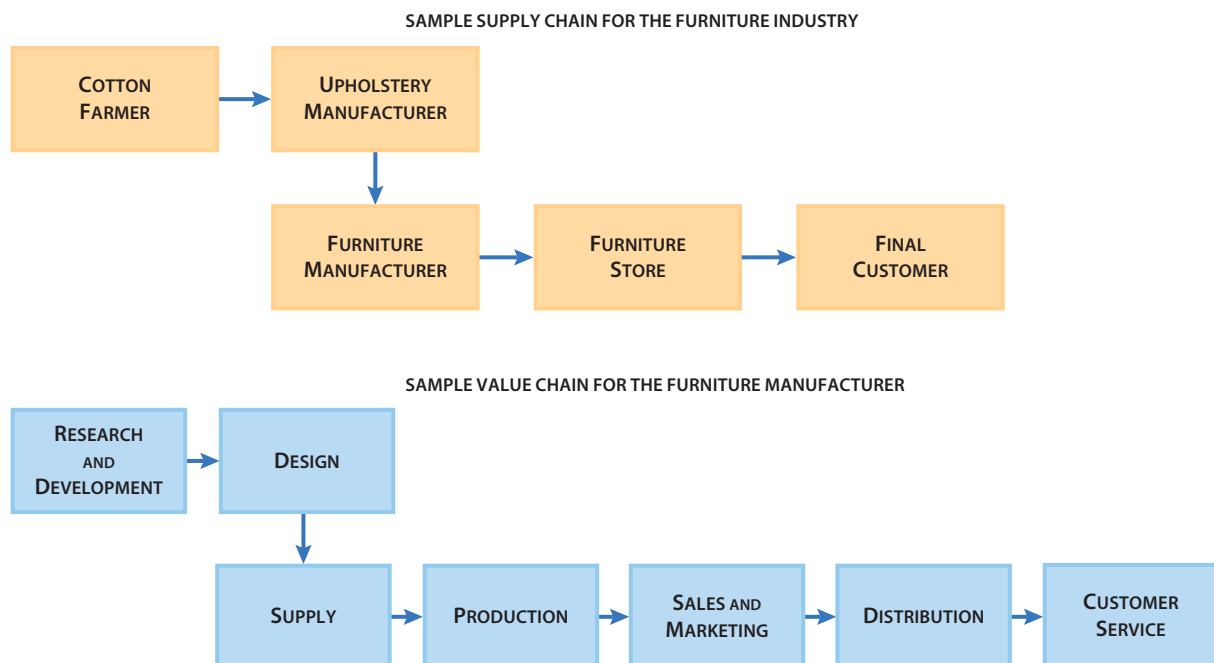 SAMPLE SUPPLY CHAIN FOR THE FURNITURE INDUSTRY
COTTON
FARMER
UPHOLSTERY
MANUFACTURER
FURNITURE
MANUFACTURER
FURNITURE
STORE
FINAL
CUSTOMER
SAMPLE VALUE CHAIN FOR THE FURNITURE MANUFACTURER
RESEARCH
AND
DEVELOPMENT
DESIGN
SUPPLY
PRODUCTION
SALES AND
MARKETING
DISTRIBUTION
CUSTOMER
SERVICE